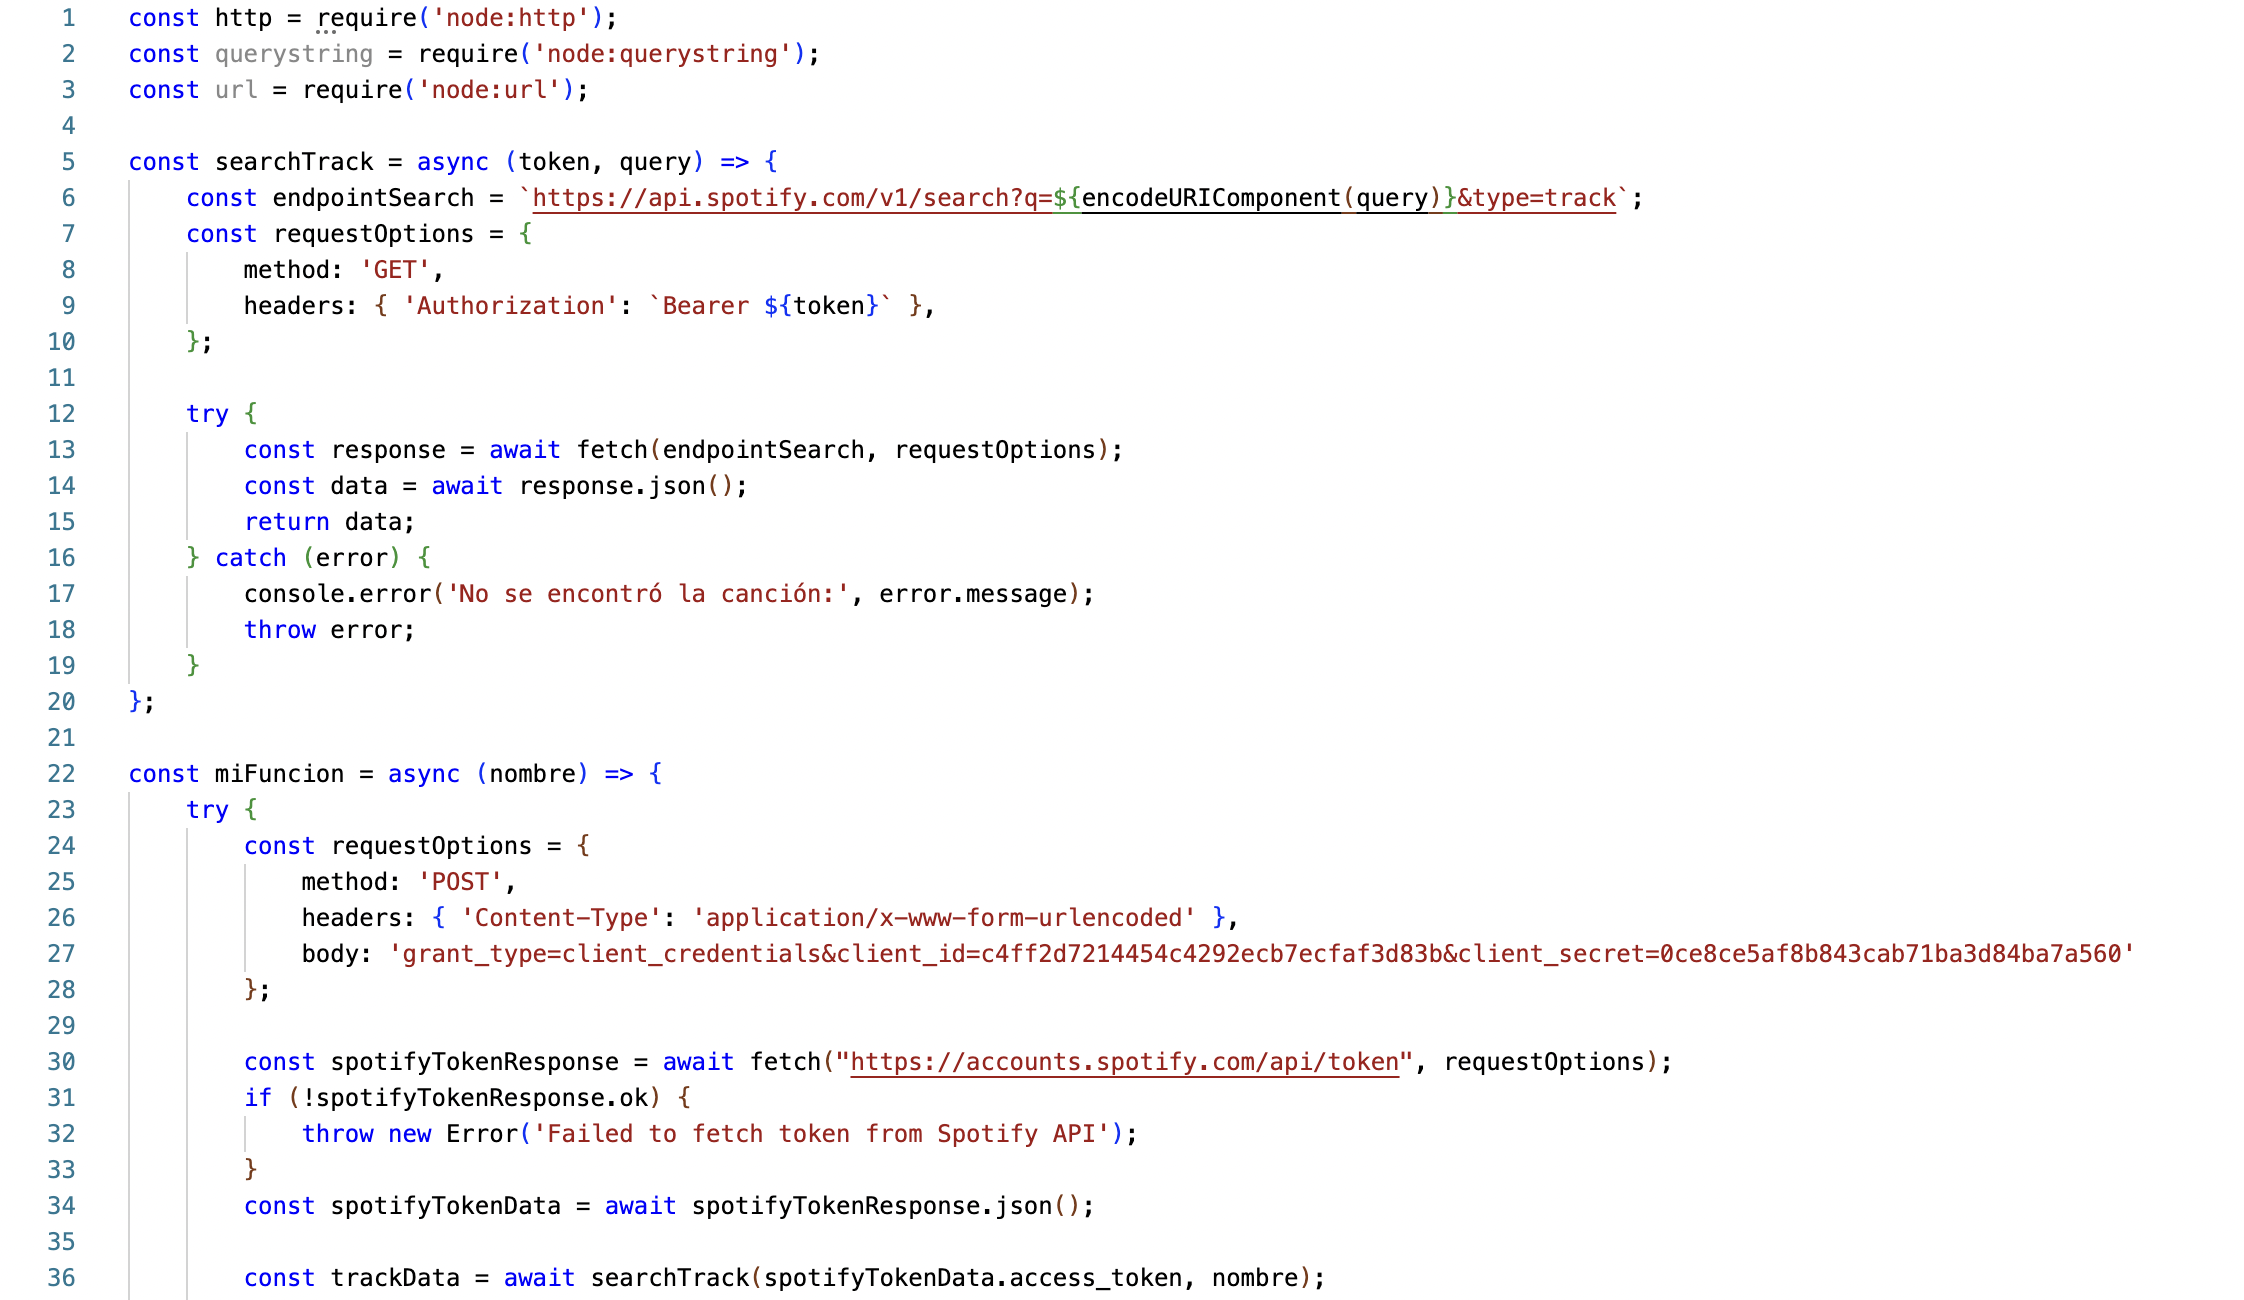 1 const http = require('node:http');
2 const querystring = require('node:querystring');
3 const url = require('node:url');
4
5 const searchTrack = async (token, query) => {
6 const endpointSearch = `https://api.spotify.com/v1/search?q=${encodeURIComponent(query)}&type=track`;
7 const requestOptions = {
8 method: 'GET',
9 headers: { 'Authorization': `Bearer ${token}` },
10 };
11
12 try {
13 const response = await fetch(endpointSearch, requestOptions);
14 const data = await response.json();
15 return data;
16 } catch (error) {
17 console.error('No se encontró la canción:', error.message);
18 throw error;
19 }
20 };
21
22 const miFuncion = async (nombre) => {
23 try {
24 const requestOptions = {
25 method: 'POST',
26 headers: { 'Content-Type': 'application/x-www-form-urlencoded' },
27 body: 'grant_type=client_credentials&client_id=c4ff2d7214454c4292ecb7ecfaf3d83b&client_secret=0ce8ce5af8b843cab71ba3d84ba7a560'
28 };
29
30 const spotifyTokenResponse = await fetch("https://accounts.spotify.com/api/token", requestOptions);
31 if (!spotifyTokenResponse.ok) {
32 throw new Error('Failed to fetch token from Spotify API');
33 }
34 const spotifyTokenData = await spotifyTokenResponse.json();
35
36 const trackData = await searchTrack(spotifyTokenData.access_token, nombre);